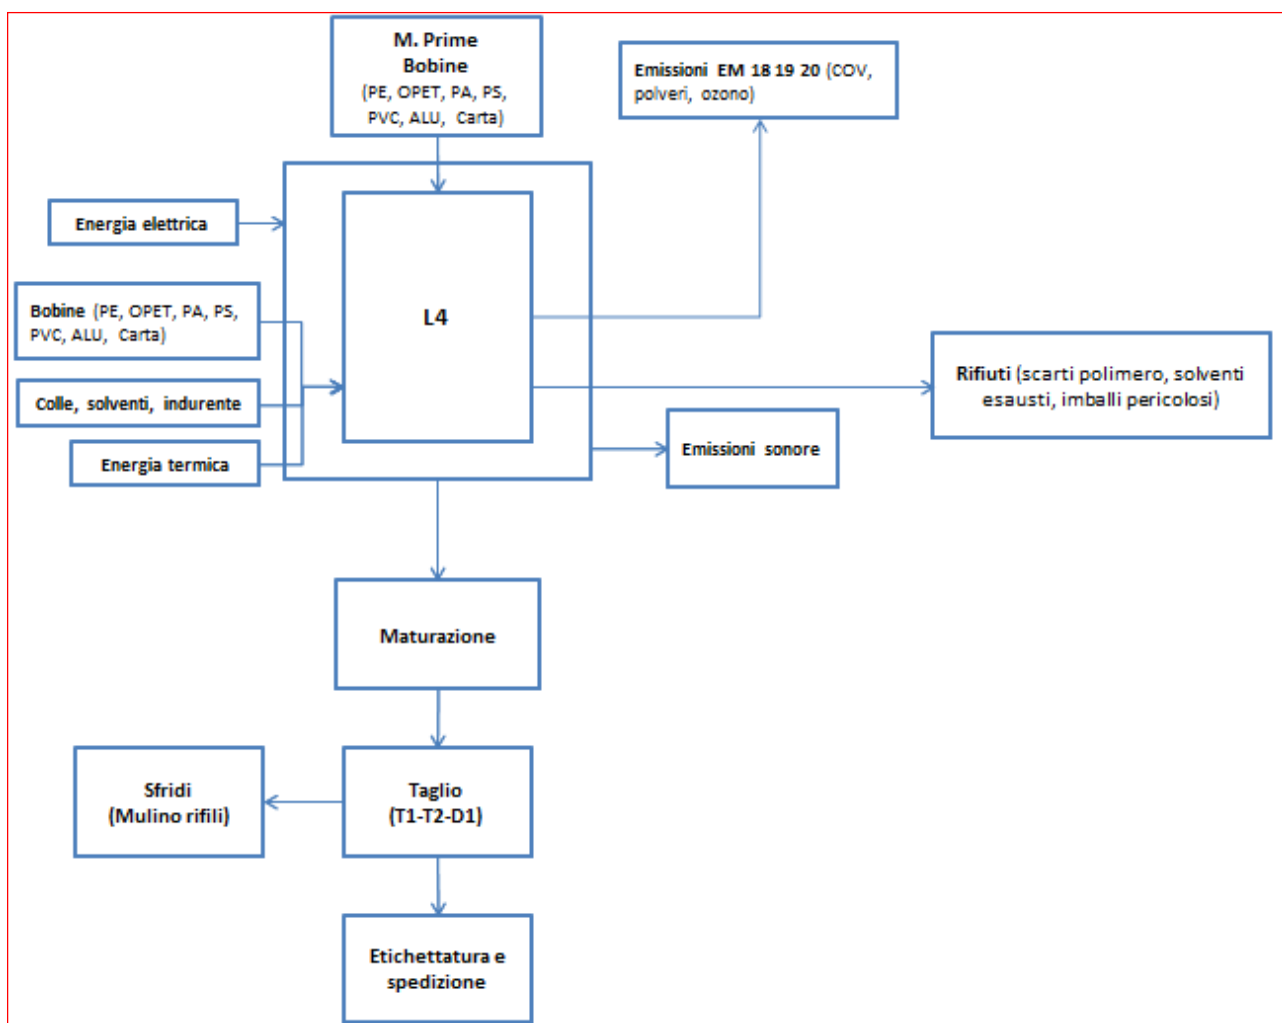 M. Prime
Bobine
(PE, OPET, PA, PS,
PVC, ALU, Carta)
Emissioni EM 18 19 20 (COV,
polveri, ozono)
Energia elettrica
Bobine (PE, OPET, PA, PS,
PVC, ALU, Carta)
L4
Colle, solventi, indurente
Energia termica
Rifiuti (scarti polimero, solventi
esausti, imballi pericolosi)
Emissioni sonore
Maturazione
Sfridi
(Mulino rifili)
Taglio
(T1-T2-D1)
Etichettatura e
spedizione